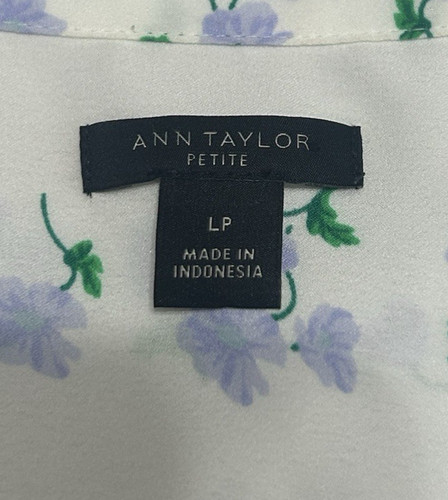 ANN TAYLOR
PETITE
LP
MADE IN
INDONESIA